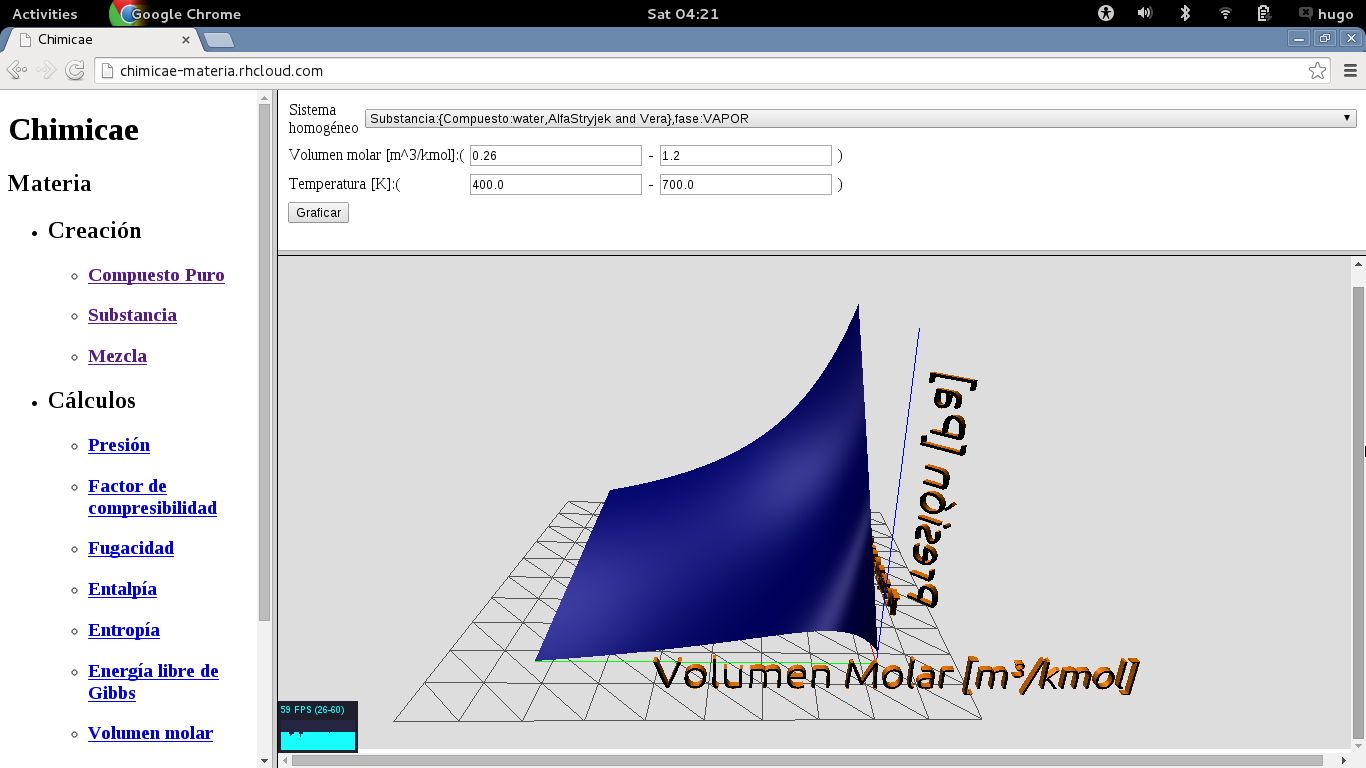 Activities
Google Chrome
Sat 04:21
hugo
Chimicae
chimicae-materia.rhcloud.com
Chimicae
Materia
Creación
Compuesto Puro
Substancia
Mezcla
Cálculos
Presión
Factor de
compresibilidad
Fugacidad
Entalpía
Entropía
Energía libre de
Gibbs
Volumen molar
Sistema
homogéneo
Substancia:{Compuesto:water,AlfaStryjek and Vera},fase:VAPOR
Volumen molar [m^3/kmol]:( 0.26 - 1.2 )
Temperatura [K]:( 400.0 - 700.0 )
Graficar
presión [Pa]
Volumen Molar [m³/kmol]
59 FPS (26-60)